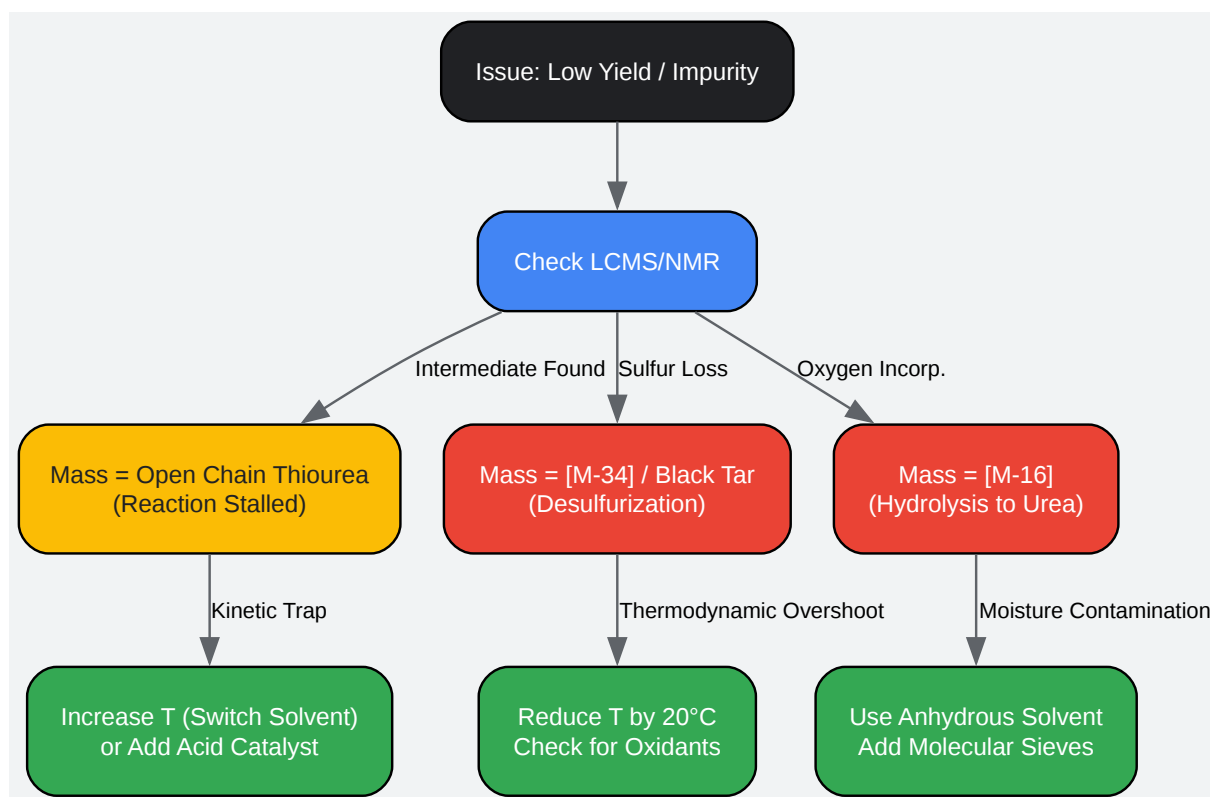 Issue: Low Yield / Impurity
Check LCMS/NMR
Intermediate Found
Sulfur Loss
Oxygen Incorp.
Mass = Open Chain Thiourea
(Reaction Stalled)
Mass = [M-34] / Black Tar
(Desulfurization)
Mass = [M-16]
(Hydrolysis to Urea)
Kinetic Trap
Thermodynamic Overshoot
Moisture Contamination
Increase T (Switch Solvent)
or Add Acid Catalyst
Reduce T by 20°C
Check for Oxidants
Use Anhydrous Solvent
Add Molecular Sieves